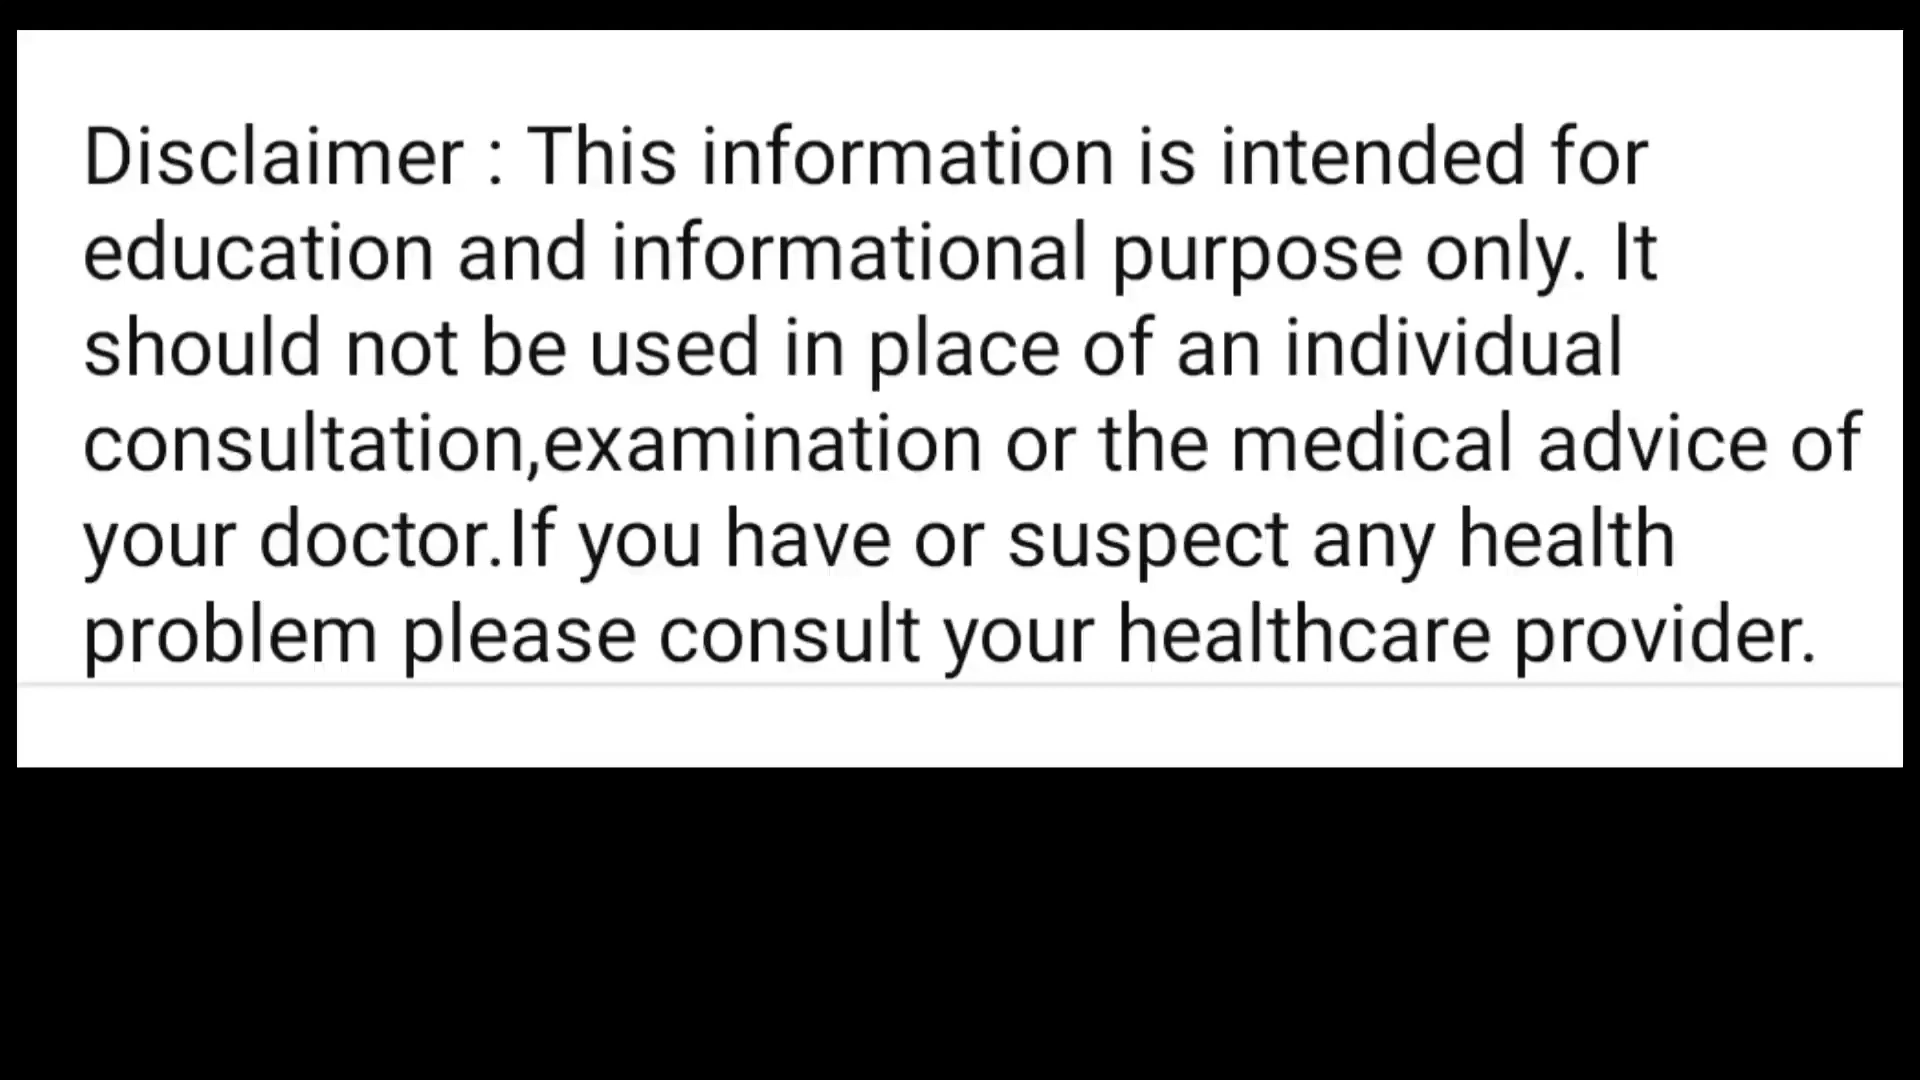 Disclaimer : This information is intended for
education and informational purpose only. It
should not be used in place of an individual
consultation,examination or the medical advice of
your doctor.If you have or suspect any health
problem please consult your healthcare provider.